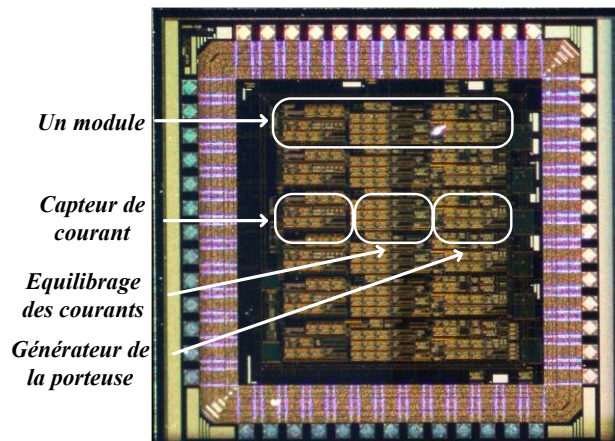 Un module
Capteur de
courant
Equilibrage
des courants
Générateur de
la porteuse